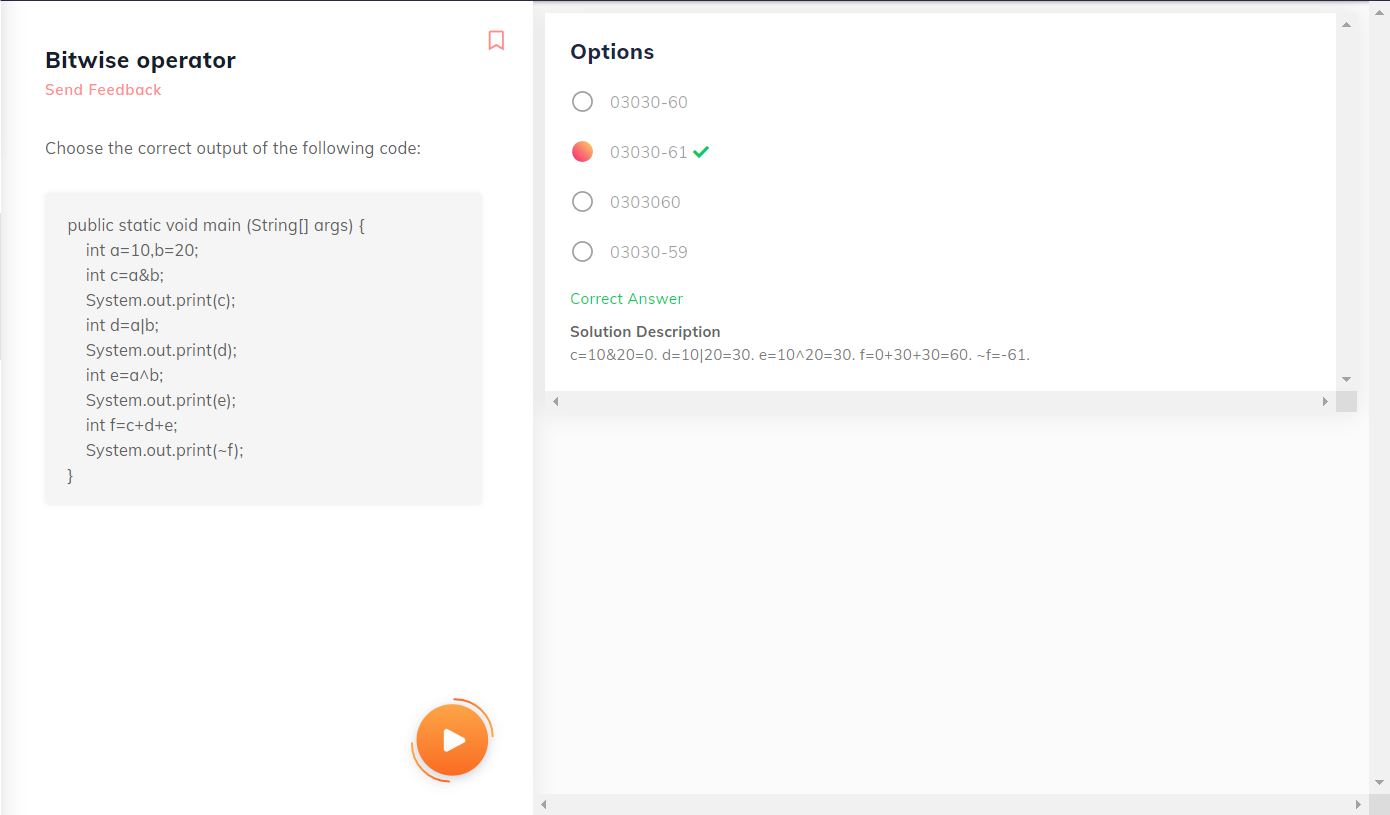 Bitwise operator
Send Feedback
Choose the correct output of the following code:
public static void main (String[] args) {
int a=10,b=20;
int c=a&b;
System.out.print(c);
int d=a|b;
System.out.print(d);
int e=a^b;
System.out.print(e);
int f=c+d+e;
System.out.print(~f);
}
Options
03030-60
03030-61
0303060
03030-59
Correct Answer
Solution Description
c=10&20=0. d=10|20=30. e=10^20=30. f=0+30+30=60. ~f=-61.